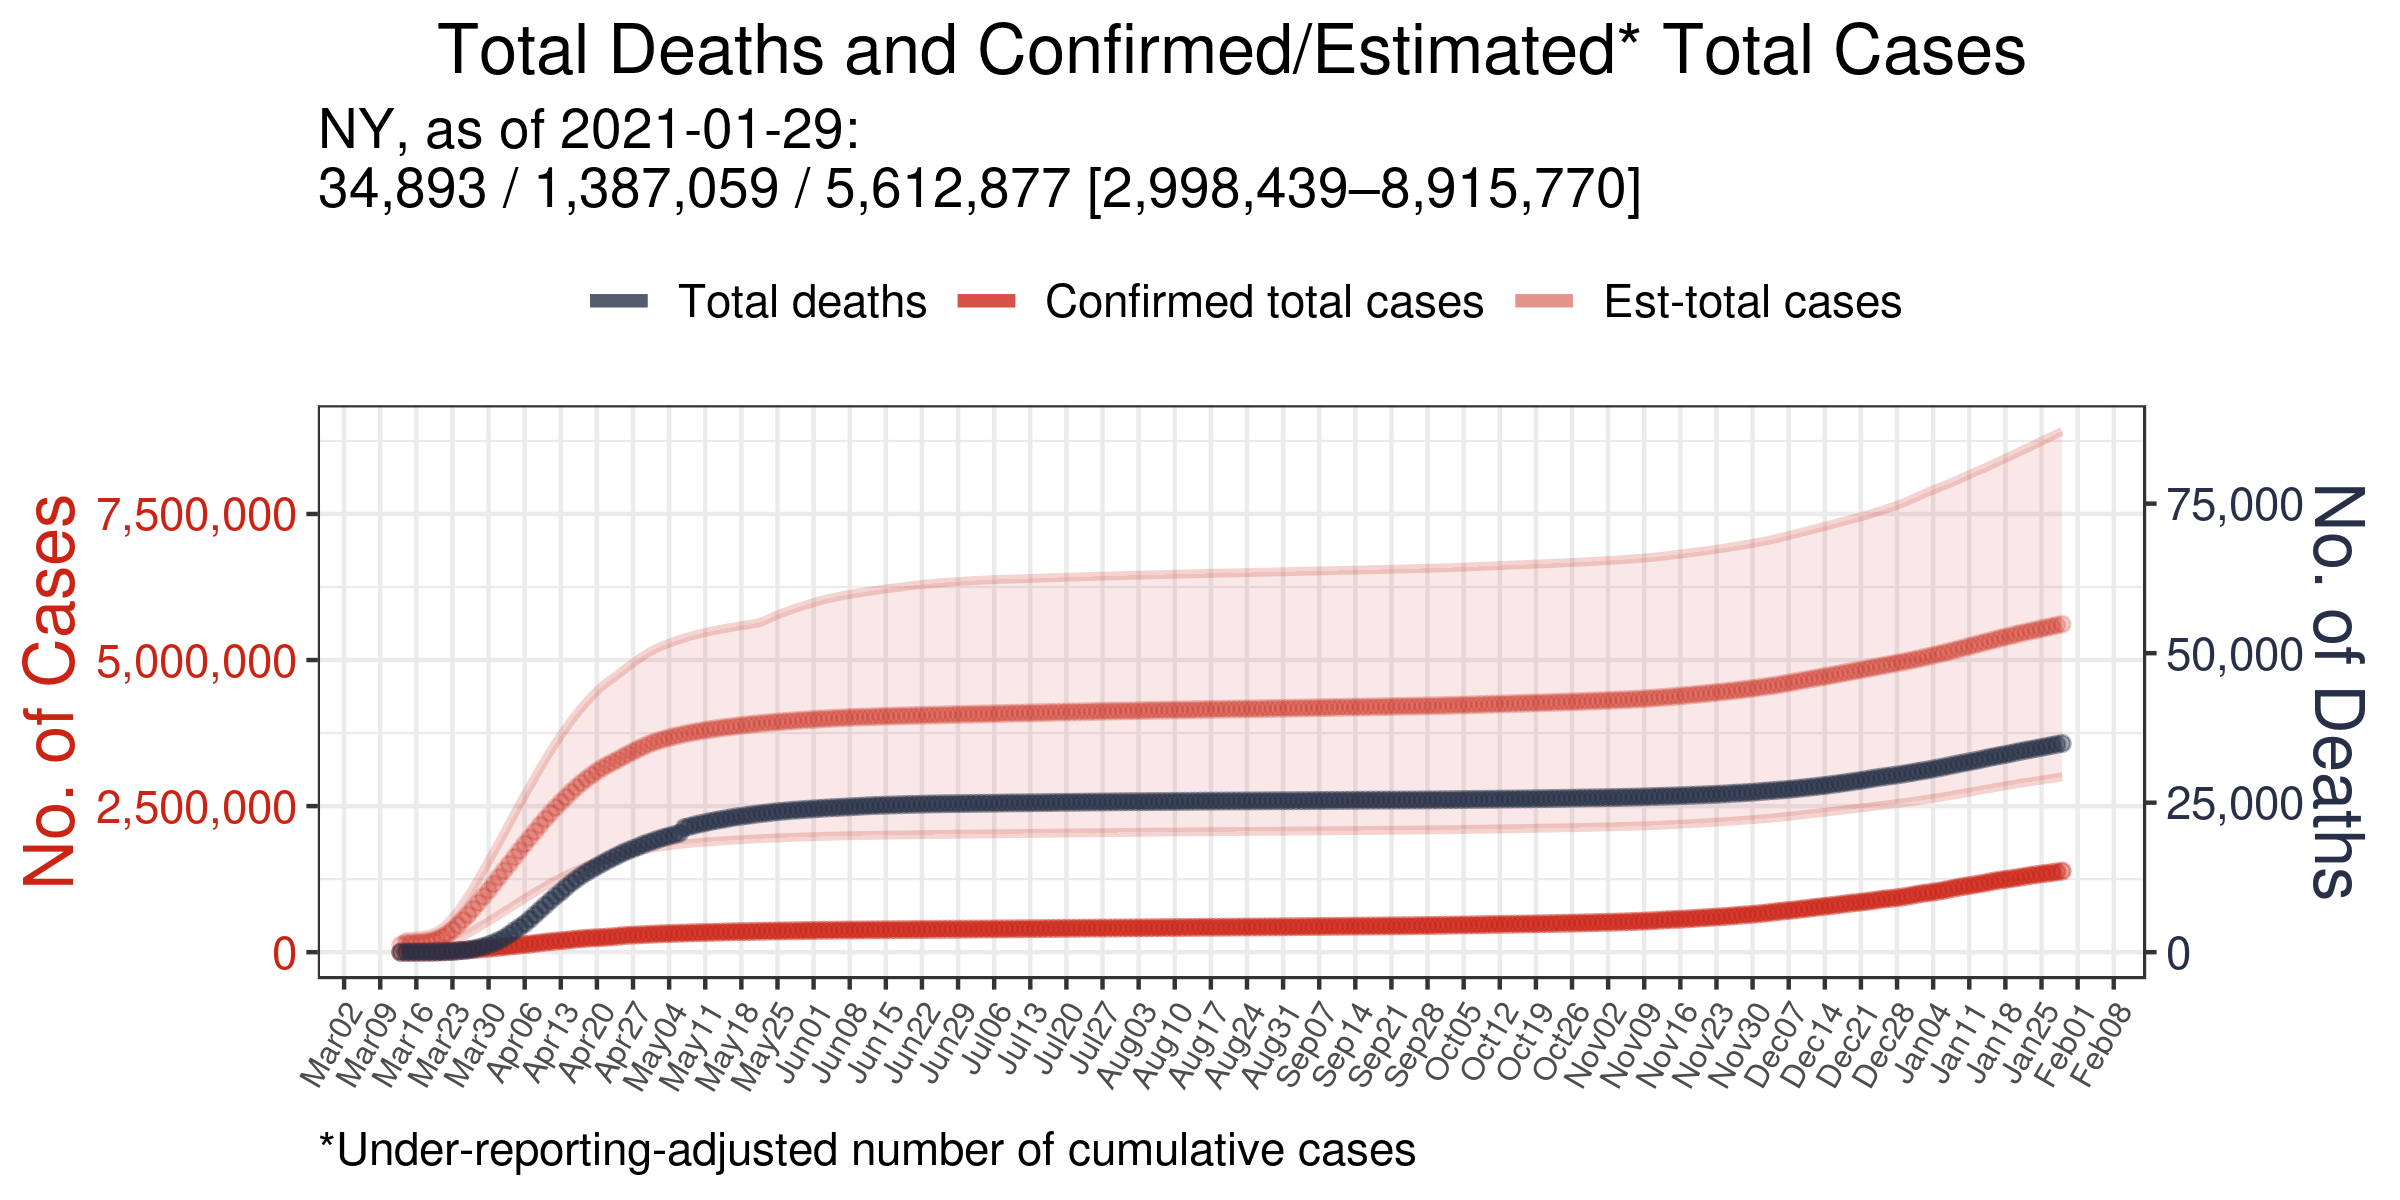 Total Deaths and Confirmed/Estimated* Total Cases
NY, as of 2021-01-29:
34,893 / 1,387,059 / 5,612,877 [2,998,439–8,915,770]
Total deaths
Confirmed total cases
Est-total cases
No. of Cases
7,500,000
5,000,000
2,500,000
0
75,000
50,000
25,000
0
No. of Deaths
Mar02
Mar09
Mar16
Mar23
Mar30
Apr06
Apr13
Apr20
Apr27
May04
May11
May18
May25
Jun01
Jun08
Jun15
Jun22
Jun29
Jul06
Jul13
Jul20
Jul27
Aug03
Aug10
Aug17
Aug24
Aug31
Sep07
Sep14
Sep21
Sep28
Oct05
Oct12
Oct19
Oct26
Nov02
Nov09
Nov16
Nov23
Nov30
Dec07
Dec14
Dec21
Dec28
Jan04
Jan11
Jan18
Jan25
Feb01
Feb08
*Under-reporting-adjusted number of cumulative cases